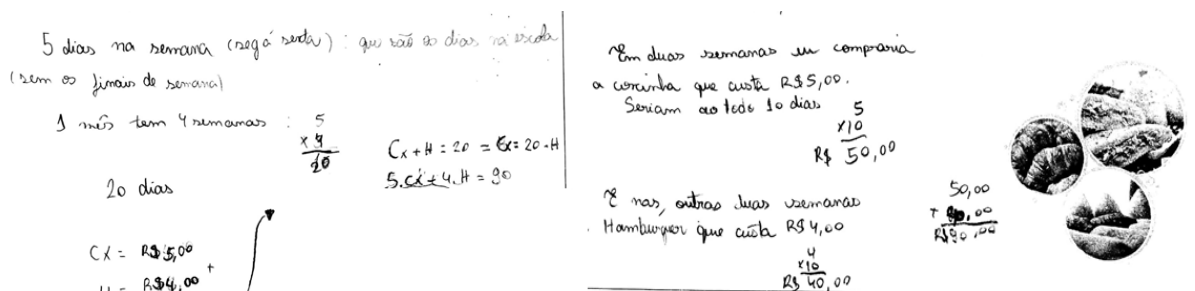 5 dias na semana (seg á sexta) : que são os dias na escola
(sem os finais de semana)
1 mês tem 4 semanas :
5
x 4
20
Cx + H = 20 = Cx = 20 - H
5.cx + 4.H = 90
20 dias
CX = R$ 5,00
+
H = R$4,00
Em duas semanas eu compraria
a coxinha que custa R$5,00.
Seriam ao todo 10 dias
5
x10
R$ 50,00
E nas outras duas semanas
Hamburguer que custa R$4,00
4
x10
R$ 40,00
50,00
+ 40,00
R$90,00